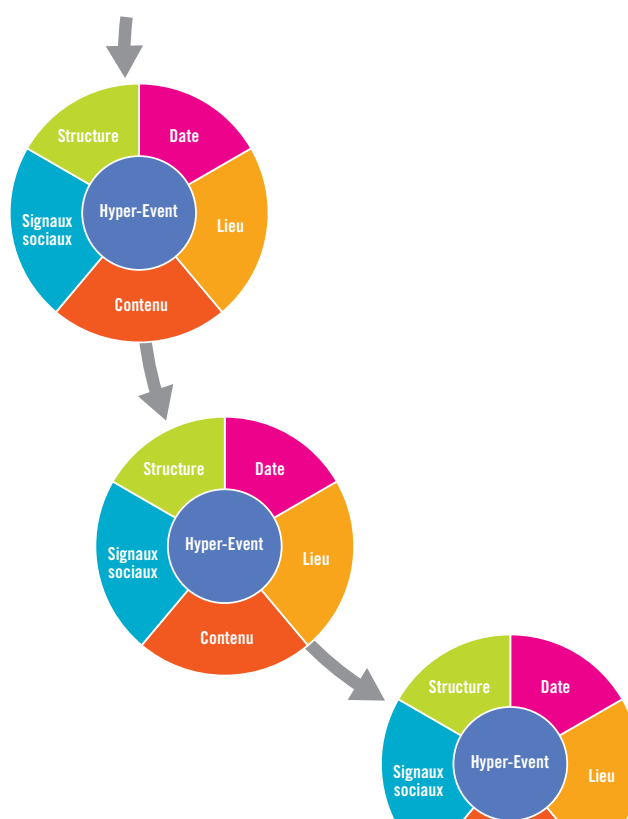 Structure
Date
Hyper-Event
Signaux
sociaux
Lieu
Contenu
Structure
Date
Hyper-Event
Signaux
sociaux
Lieu
Contenu
Structure
Date
Hyper-Event
Signaux
sociaux
Lieu